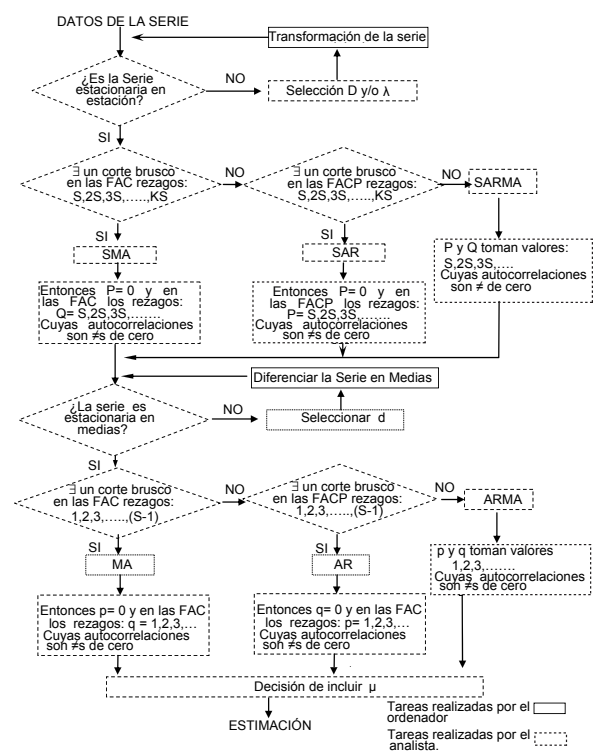 DATOS DE LA SERIE
Transformación de la serie
¿Es la Serie
estacionaria en
estación?
NO
Selección D y/o λ
SI
∃ un corte brusco
en las FAC rezagos:
S,2S,3S,.....,KS
NO
∃ un corte brusco
en las FACP rezagos:
S,2S,3S,.....,KS
NO
SARMA
SI
SMA
SI
SAR
P y Q toman valores:
S,2S,3S,....
Cuyas autocorrelaciones
son ≠ de cero
Entonces P= 0 y en
las FAC los rezagos:
Q= S,2S,3S,.......
Cuyas autocorrelaciones
son ≠s de cero
Entonces P= 0 y en
las FACP los rezagos:
P= S,2S,3S,.......
Cuyas autocorrelaciones
son ≠s de cero
Diferenciar la Serie en Medias
¿La serie es
estacionaria en
medias?
NO
Seleccionar d
SI
∃ un corte brusco
en las FAC rezagos:
1,2,3,.....,(S-1)
NO
∃ un corte brusco
en las FACP rezagos:
1,2,3,.....,(S-1)
NO
ARMA
SI
MA
SI
AR
p y q toman valores
1,2,3,.......
Cuyas autocorrelaciones
son ≠s de cero
Entonces p= 0 y en las FAC
los rezagos: q = 1,2,3,...
Cuyas autocorrelaciones
son ≠s de cero
Entonces q= 0 y en las FAC
los rezagos: p= 1,2,3,...
Cuyas autocorrelaciones
son ≠s de cero
Decisión de incluir μ
ESTIMACIÓN
Tareas realizadas por el
ordenador
Tareas realizadas por el
analista.